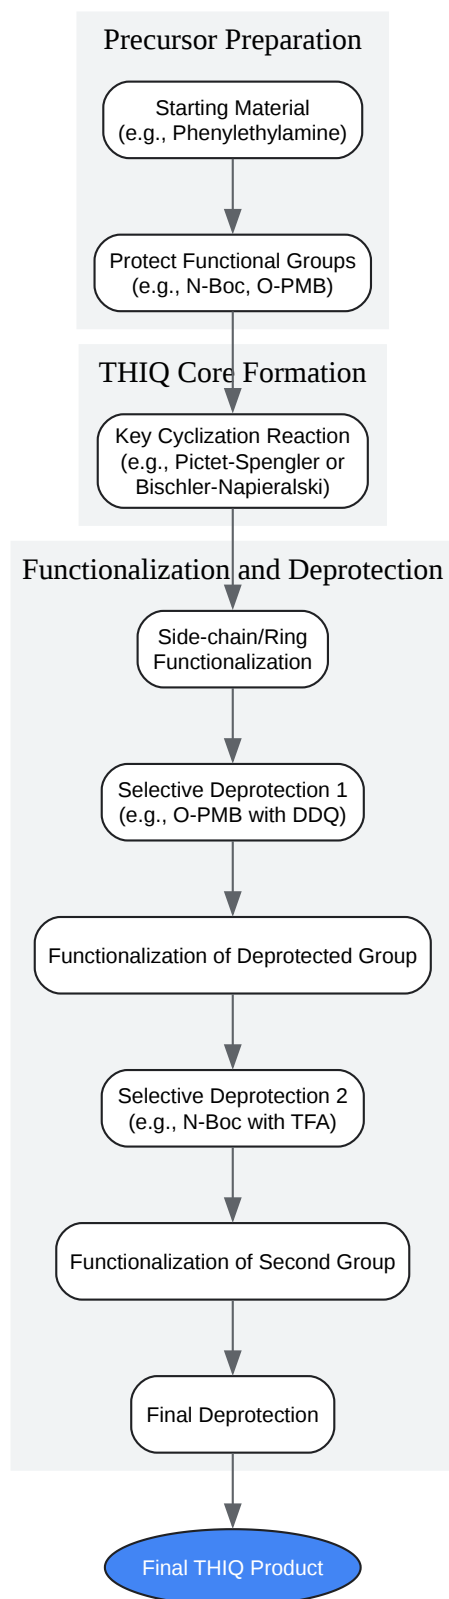 Precursor Preparation
Starting Material
(e.g., Phenylethylamine)
Protect Functional Groups
(e.g., N-Boc, O-PMB)
THIQ Core Formation
Key Cyclization Reaction
(e.g., Pictet-Spengler or
Bischler-Napieralski)
Functionalization and Deprotection
Side-chain/Ring
Functionalization
Selective Deprotection 1
(e.g., O-PMB with DDQ)
Functionalization of Deprotected Group
Selective Deprotection 2
(e.g., N-Boc with TFA)
Functionalization of Second Group
Final Deprotection
Final THIQ Product